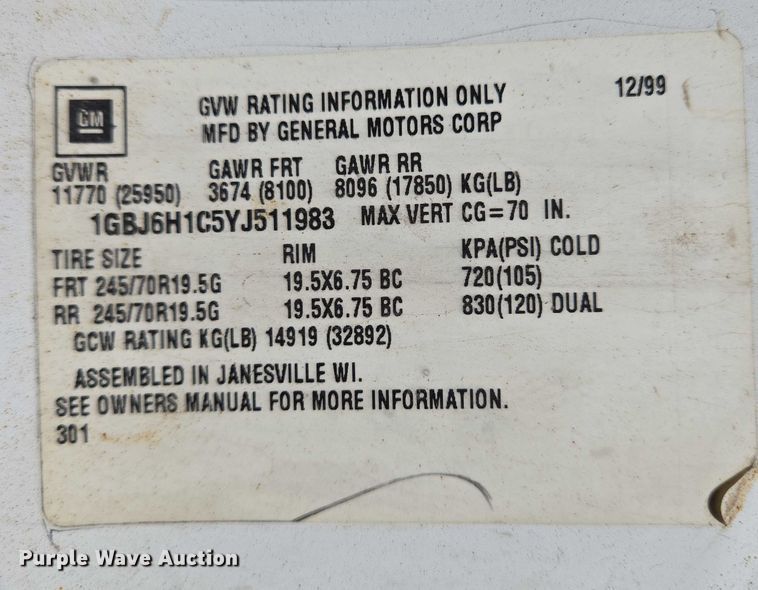 GM
GVW RATING INFORMATION ONLY 12/99
MFD BY GENERAL MOTORS CORP
GVWR GAWR FRT GAWR RR
11770 (25950) 3674 (8100) 8096 (17850) KG(LB)
1GBJ6H1C5YJ511983 MAX VERT CG=70 IN.
TIRE SIZE RIM KPA(PSI) COLD
FRT 245/70R19.5G 19.5X6.75 BC 720(105)
RR 245/70R19.5G 19.5X6.75 BC 830(120) DUAL
GCW RATING KG(LB) 14919 (32892)
ASSEMBLED IN JANESVILLE WI.
SEE OWNERS MANUAL FOR MORE INFORMATION.
301
Purple Wave Auction